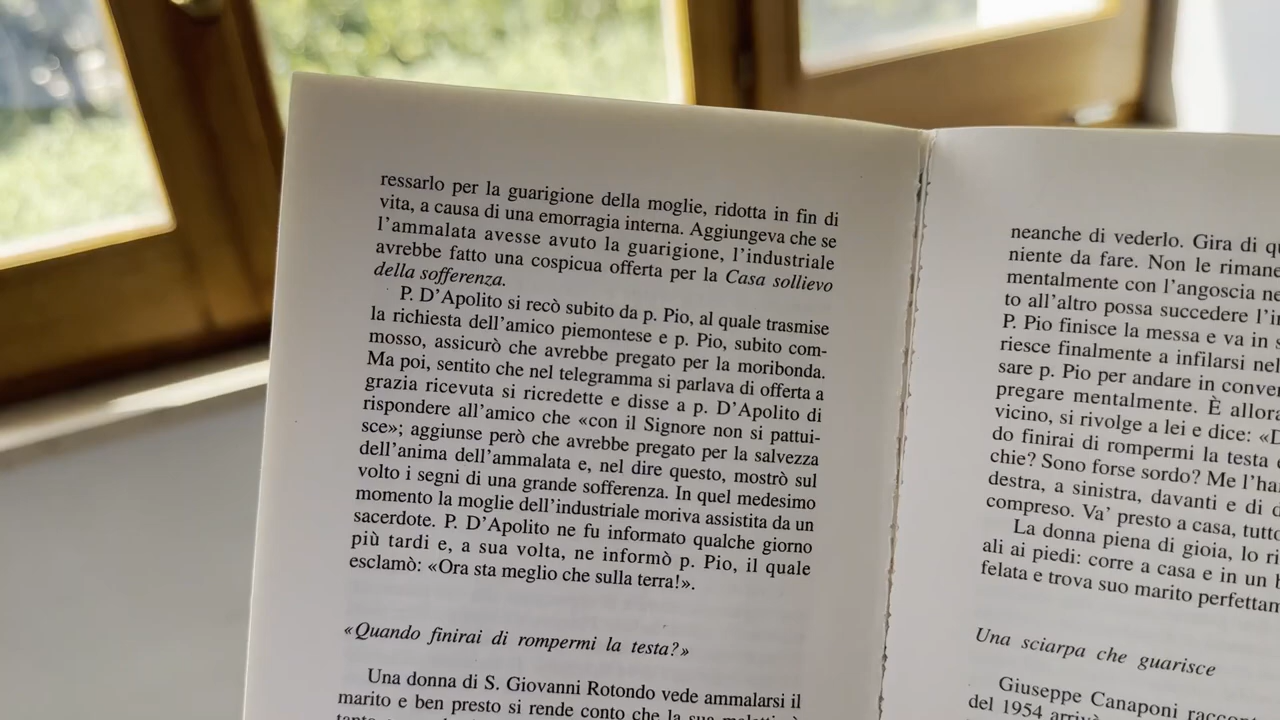 ressarlo per la guarigione della moglie, ridotta in fin di
vita, a causa di una emorragia interna. Aggiungeva che se
l'ammalata avesse avuto la guarigione, l'industriale
avrebbe fatto una cospicua offerta per la Casa sollievo
della sofferenza.
P. D'Apolito si recò subito da p. Pio, al quale trasmise
la richiesta dell'amico piemontese e p. Pio, subito com-
mosso, assicurò che avrebbe pregato per la moribonda.
Ma poi, sentito che nel telegramma si parlava di offerta a
grazia ricevuta si ricredette e disse a p. D'Apolito di
rispondere all'amico che «con il Signore non si pattui-
sce»; aggiunse però che avrebbe pregato per la salvezza
dell'anima dell'ammalata e, nel dire questo, mostrò sul
volto i segni di una grande sofferenza. In quel medesimo
momento la moglie dell'industriale moriva assistita da un
sacerdote. P. D'Apolito ne fu informato qualche giorno
più tardi e, a sua volta, ne informò p. Pio, il quale
esclamò: «Ora sta meglio che sulla terra!».
«Quando finirai di rompermi la testa?»
Una donna di S. Giovanni Rotondo vede ammalarsi il
marito e ben presto si rende conto che la sua
neanche di vederlo. Gira di
niente da fare. Non le rimane
mentalmente con l'angoscia
to all'altro possa succedere
P. Pio finisce la messa e va in
riesce finalmente a infilarsi
sare p. Pio per andare in
pregare mentalmente. È allora
vicino, si rivolge a lei e dice:
do finirai di rompermi la testa
chie? Sono forse sordo? Me
destra, a sinistra, davanti e di
compreso. Va' presto a casa, tutto
La donna piena di gioia, lo
ali ai piedi: corre a casa e in un
felata e trova suo marito
Una sciarpa che guarisce
Giuseppe Canaponi
del 1954